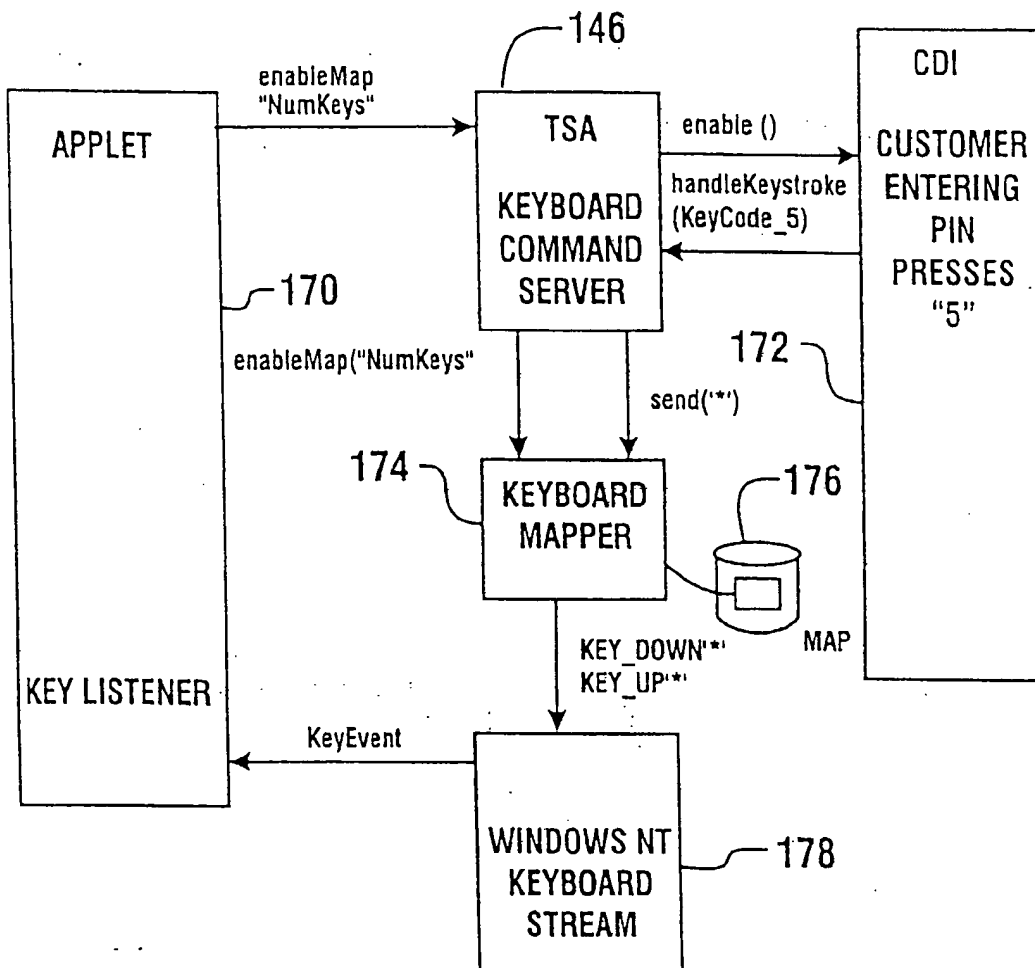 146
enableMap
"NumKeys"
APPLET
TSA
KEYBOARD
COMMAND
SERVER
enable ()
handleKeystroke
(KeyCode_5)
CDI
CUSTOMER
ENTERING
PIN
PRESSES
"5"
170
172
enableMap("NumKeys"
send('*')
174
KEYBOARD
MAPPER
176
MAP
KEY_DOWN'*'
KEY_UP'*'
KEY LISTENER
KeyEvent
WINDOWS NT
KEYBOARD
STREAM
178